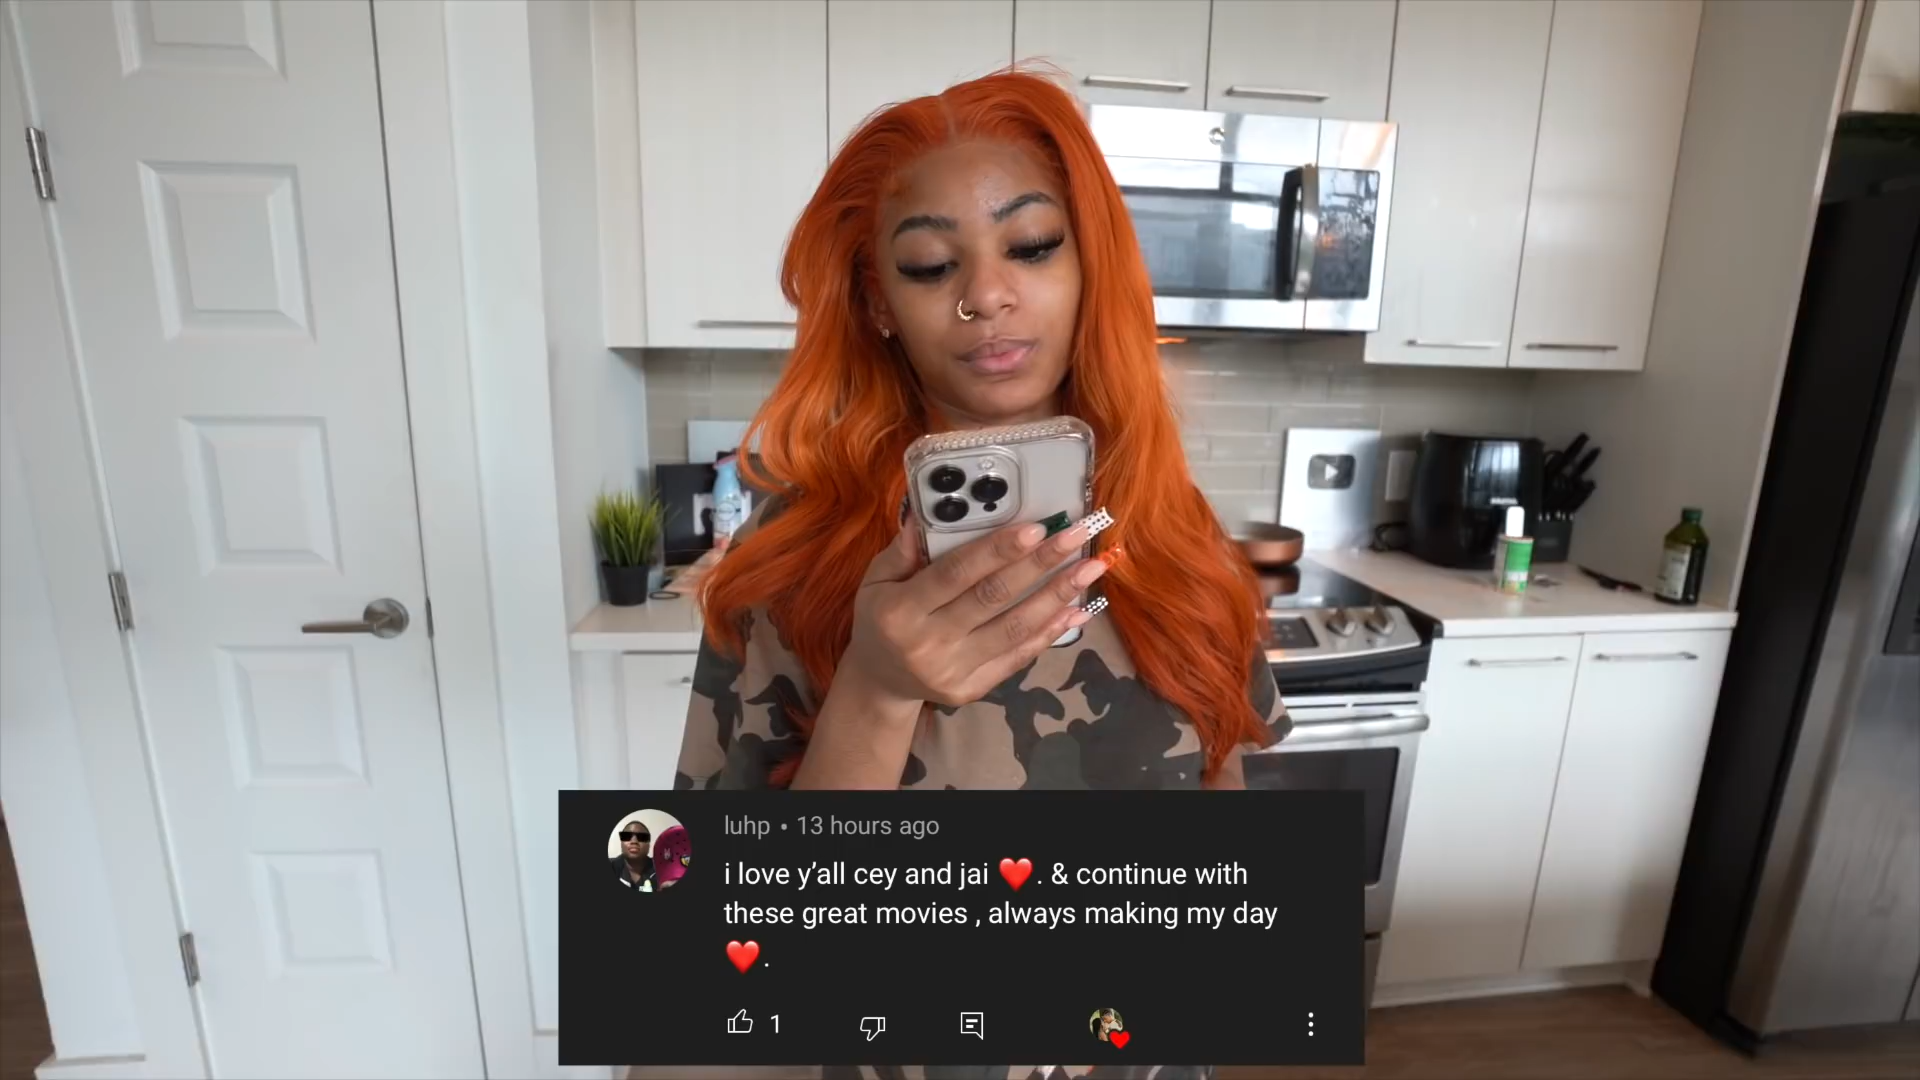 luhp • 13 hours ago
i love y’all cey and jai ❤️. & continue with
these great movies , always making my day
❤️.
1